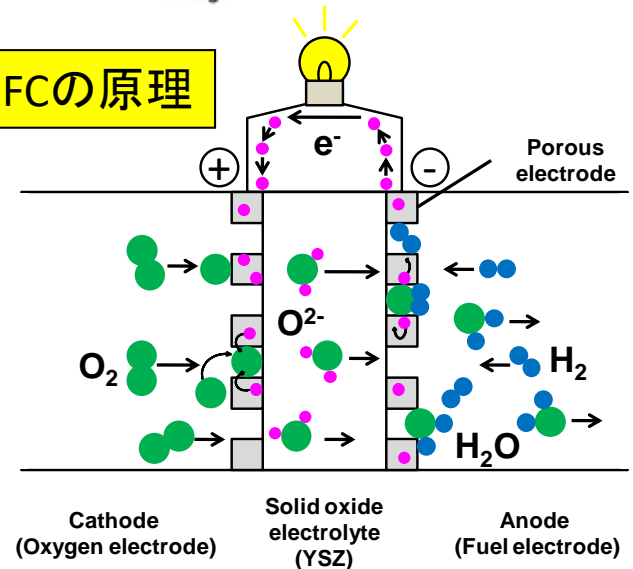 FCの原理
e-
+
-
Porous
electrode
O2-
O2
H2
H2O
Cathode
(Oxygen electrode)
Solid oxide
electrolyte
(YSZ)
Anode
(Fuel electrode)